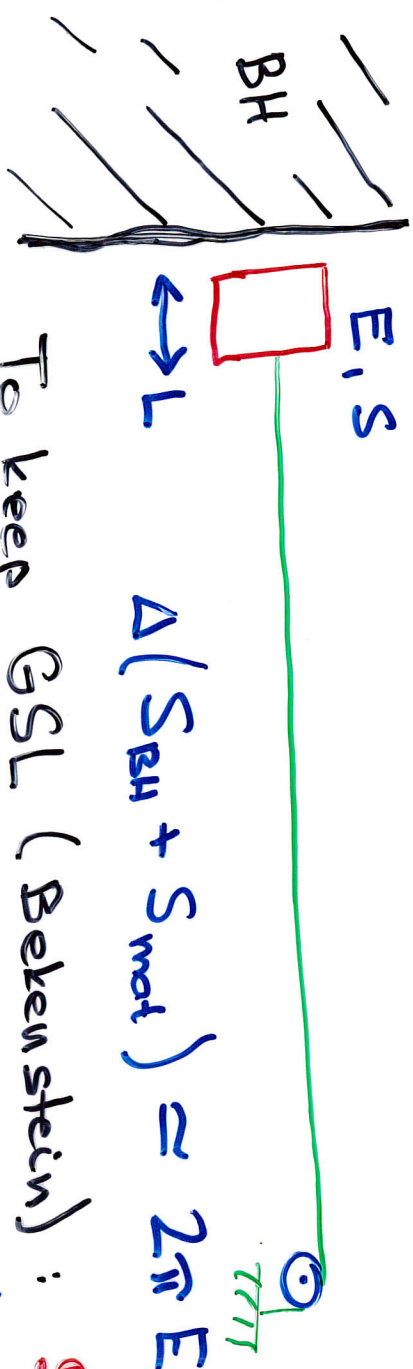 BH
E, S
L
Δ(S_BH + S_mat) = 2π E
To keep GSL (Bekenstein):